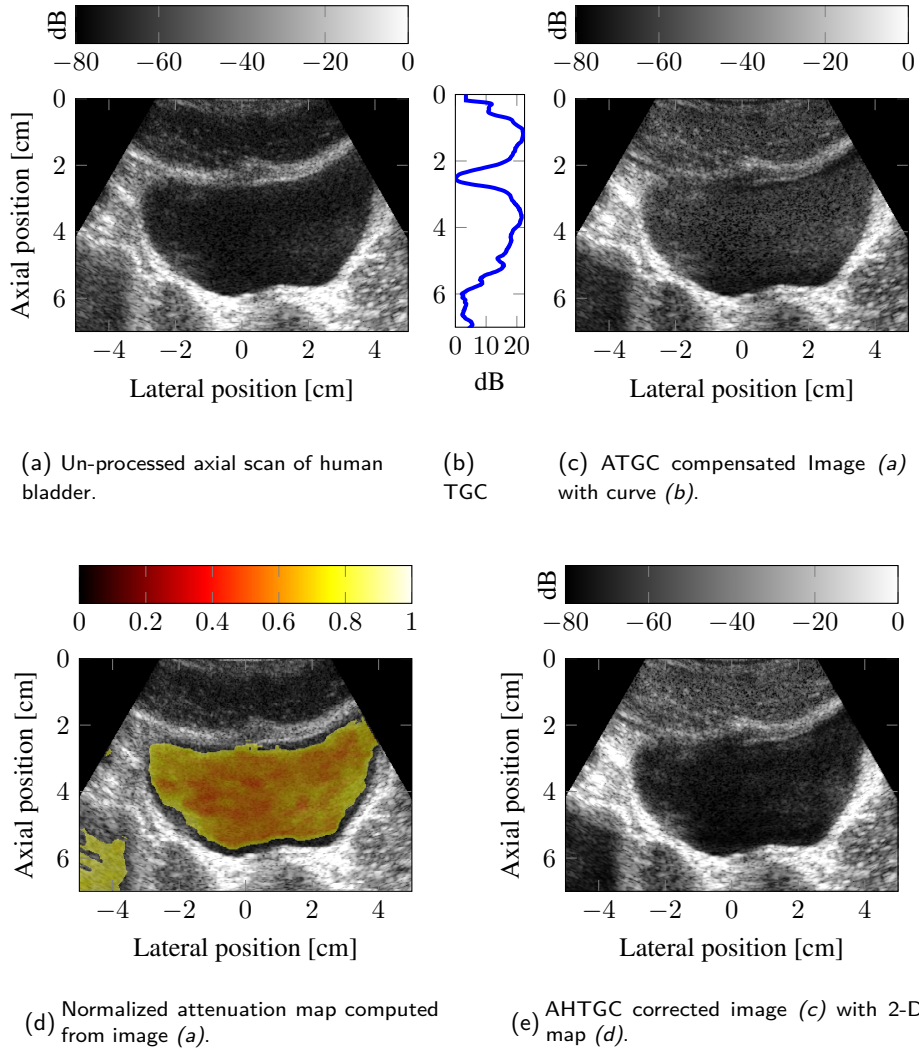 dB
−80 −60 −40 −20 0
dB
−80 −60 −40 −20 0
0
2
4
6
Axial position [cm]
−4 −2 0 2 4
Lateral position [cm]
0
2
4
6
0 10 20
dB
0
2
4
6
Axial position [cm]
−4 −2 0 2 4
Lateral position [cm]
(a) Un-processed axial scan of human
bladder.
(b)
TGC
(c) ATGC compensated Image (a)
with curve (b).
0 0.2 0.4 0.6 0.8 1
dB
−80 −60 −40 −20 0
0
2
4
6
Axial position [cm]
−4 −2 0 2 4
Lateral position [cm]
0
2
4
6
Axial position [cm]
−4 −2 0 2 4
Lateral position [cm]
(d) Normalized attenuation map computed
from image (a).
(e) AHTGC corrected image (c) with 2-D
map (d).